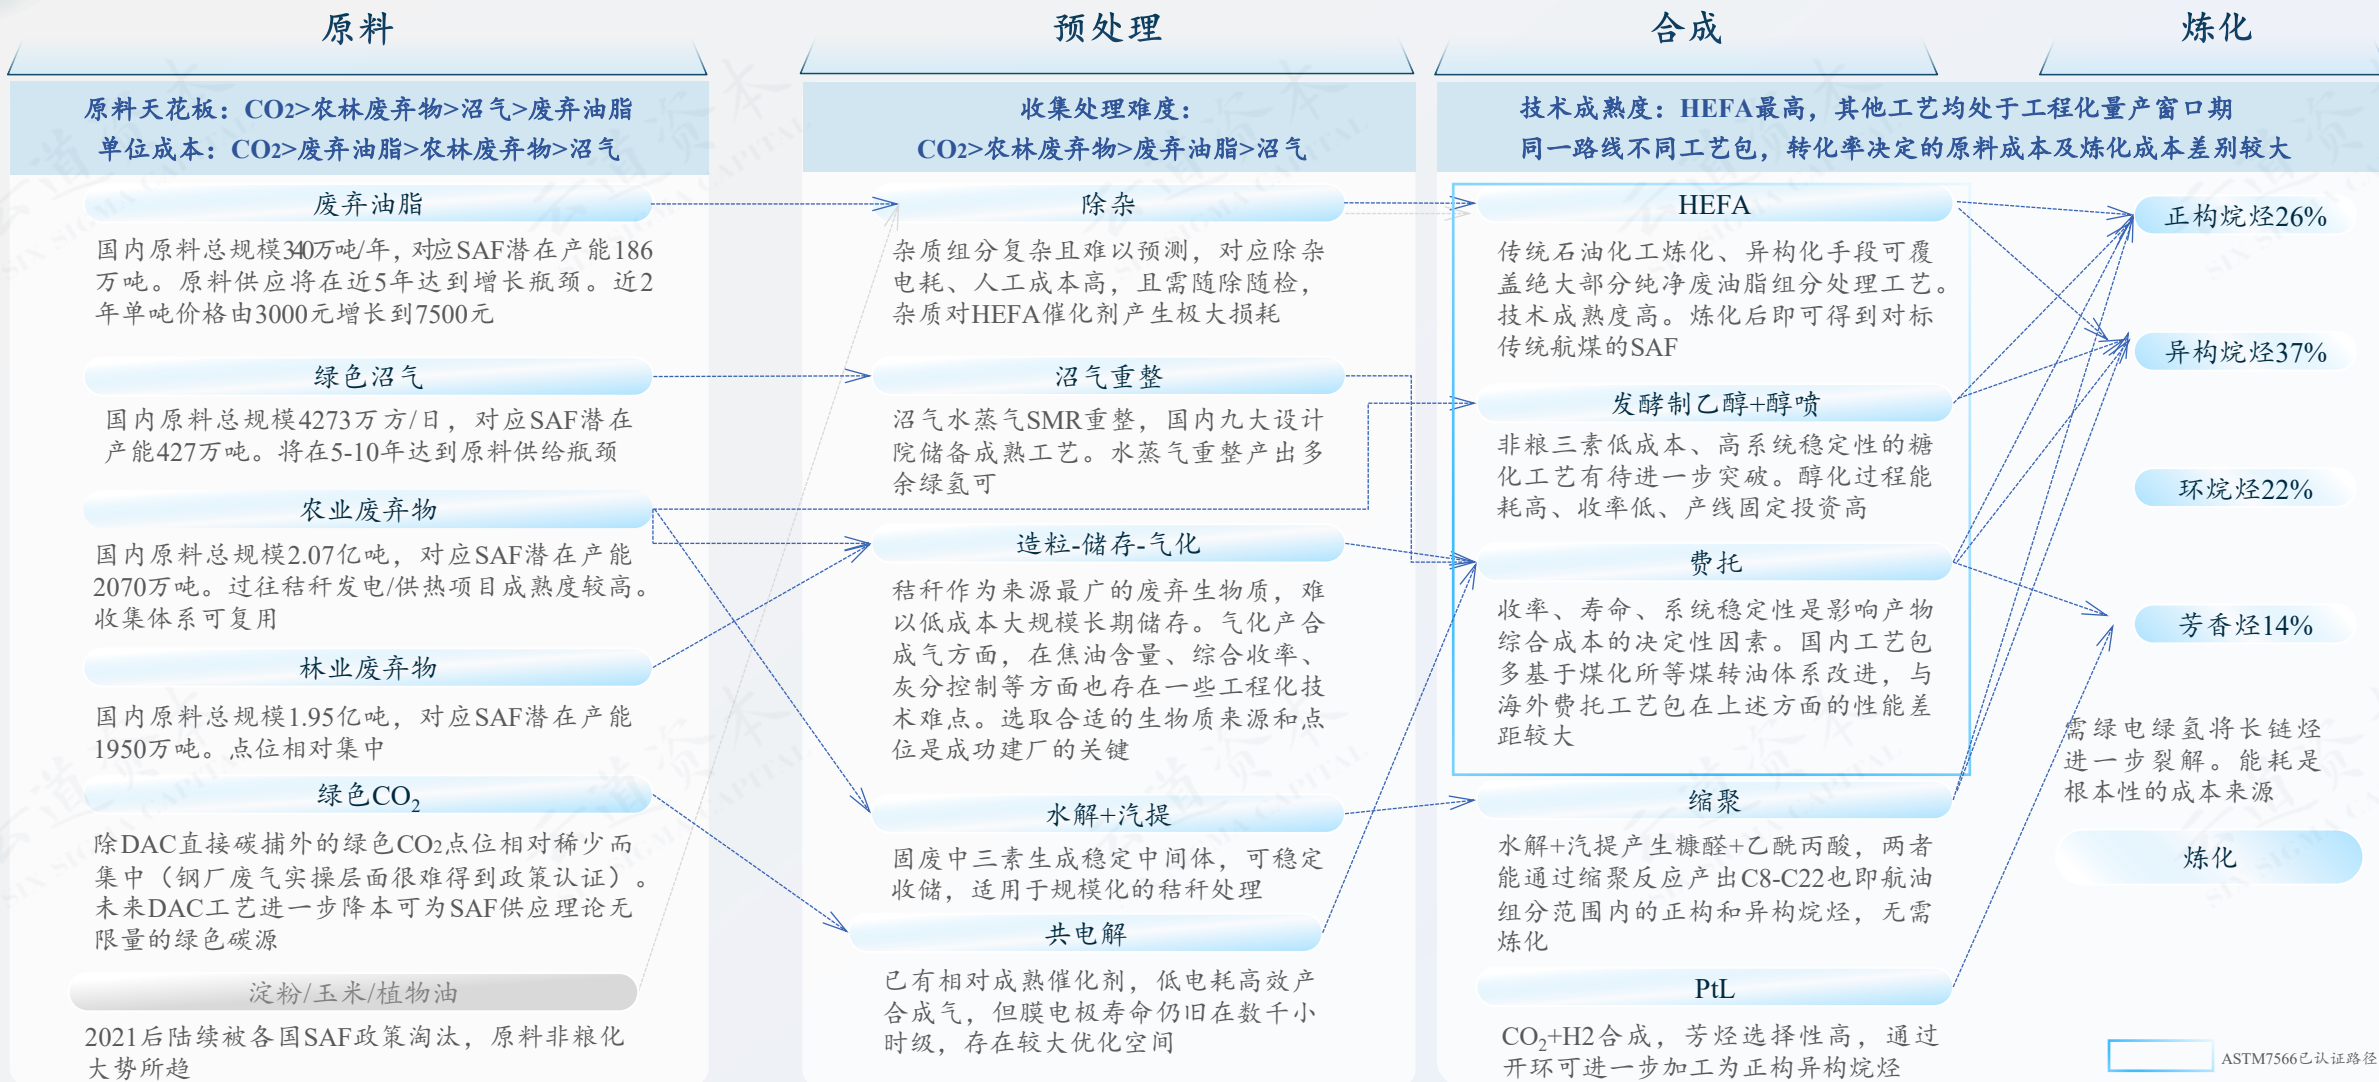 原料
原料天花板：CO2>农林废弃物>沼气>废弃油脂
单位成本：CO2>废弃油脂>农林废弃物>沼气
废弃油脂
国内原料总规模340万吨/年，对应SAF潜在产能186
万吨。原料供应将在近5年达到增长瓶颈。近2
年单吨价格由3000元增长到7500元
绿色沼气
国内原料总规模4273万方/日，对应SAF潜在
产能427万吨。将在5-10年达到原料供给瓶颈
农业废弃物
国内原料总规模2.07亿吨，对应SAF潜在产能
2070万吨。过往秸秆发电/供热项目成熟度较高。
收集体系可复用
林业废弃物
国内原料总规模1.95亿吨，对应SAF潜在产能
1950万吨。点位相对集中
绿色CO₂
除DAC直接碳捕外的绿色CO2点位相对稀少而
集中（钢厂废气实操层面很难得到政策认证）。
未来DAC工艺进一步降本可为SAF供应理论无
限量的绿色碳源
淀粉/玉米/植物油
2021后陆续被各国SAF政策淘汰，原料非粮化
大势所趋
预处理
收集处理难度：
CO2>农林废弃物>废弃油脂>沼气
除杂
杂质组分复杂且难以预测，对应除杂
电耗、人工成本高，且需随除随检，
杂质对HEFA催化剂产生极大损耗
沼气重整
沼气水蒸气SMR重整，国内九大设计
院储备成熟工艺。水蒸气重整产出多
余绿氢可
造粒-储存-气化
秸秆作为来源最广的废弃生物质，难
以低成本大规模长期储存。气化产合
成气方面，在焦油含量、综合收率、
灰分控制等方面也存在一些工程化技
术难点。选取合适的生物质来源和点
位是成功建厂的关键
水解+汽提
固废中三素生成稳定中间体，可稳定
收储，适用于规模化的秸秆处理
共电解
已有相对成熟催化剂，低电耗高效产
合成气，但膜电极寿命仍旧在数千小
时级，存在较大优化空间
合成
技术成熟度：HEFA最高，其他工艺均处于工程化量产窗口期
同一路线不同工艺包，转化率决定的原料成本及炼化成本差别较大
HEFA
传统石油化工炼化、异构化手段可覆
盖绝大部分纯净废油脂组分处理工艺。
技术成熟度高。炼化后即可得到对标
传统航煤的SAF
发酵制乙醇+醇喷
非粮三素低成本、高系统稳定性的糖
化工艺有待进一步突破。醇化过程能
耗高、收率低、产线固定投资高
费托
收率、寿命、系统稳定性是影响产物
综合成本的决定性因素。国内工艺包
多基于煤化所等煤转油体系改进，与
海外费托工艺包在上述方面的性能差
距较大
缩聚
水解+汽提产生糠醛+乙酰丙酸，两者
能通过缩聚反应产出C8-C22也即航油
组分范围内的正构和异构烷烃，无需
炼化
PtL
CO₂+H2合成，芳烃选择性高，通过
开环可进一步加工为正构异构烷烃
炼化
正构烷烃26%
异构烷烃37%
环烷烃22%
芳香烃14%
需绿电绿氢将长链烃
进一步裂解。能耗是
根本性的成本来源
炼化
ASTM7566已认证路径
云道资本
SIX SIGMA CAPITAL